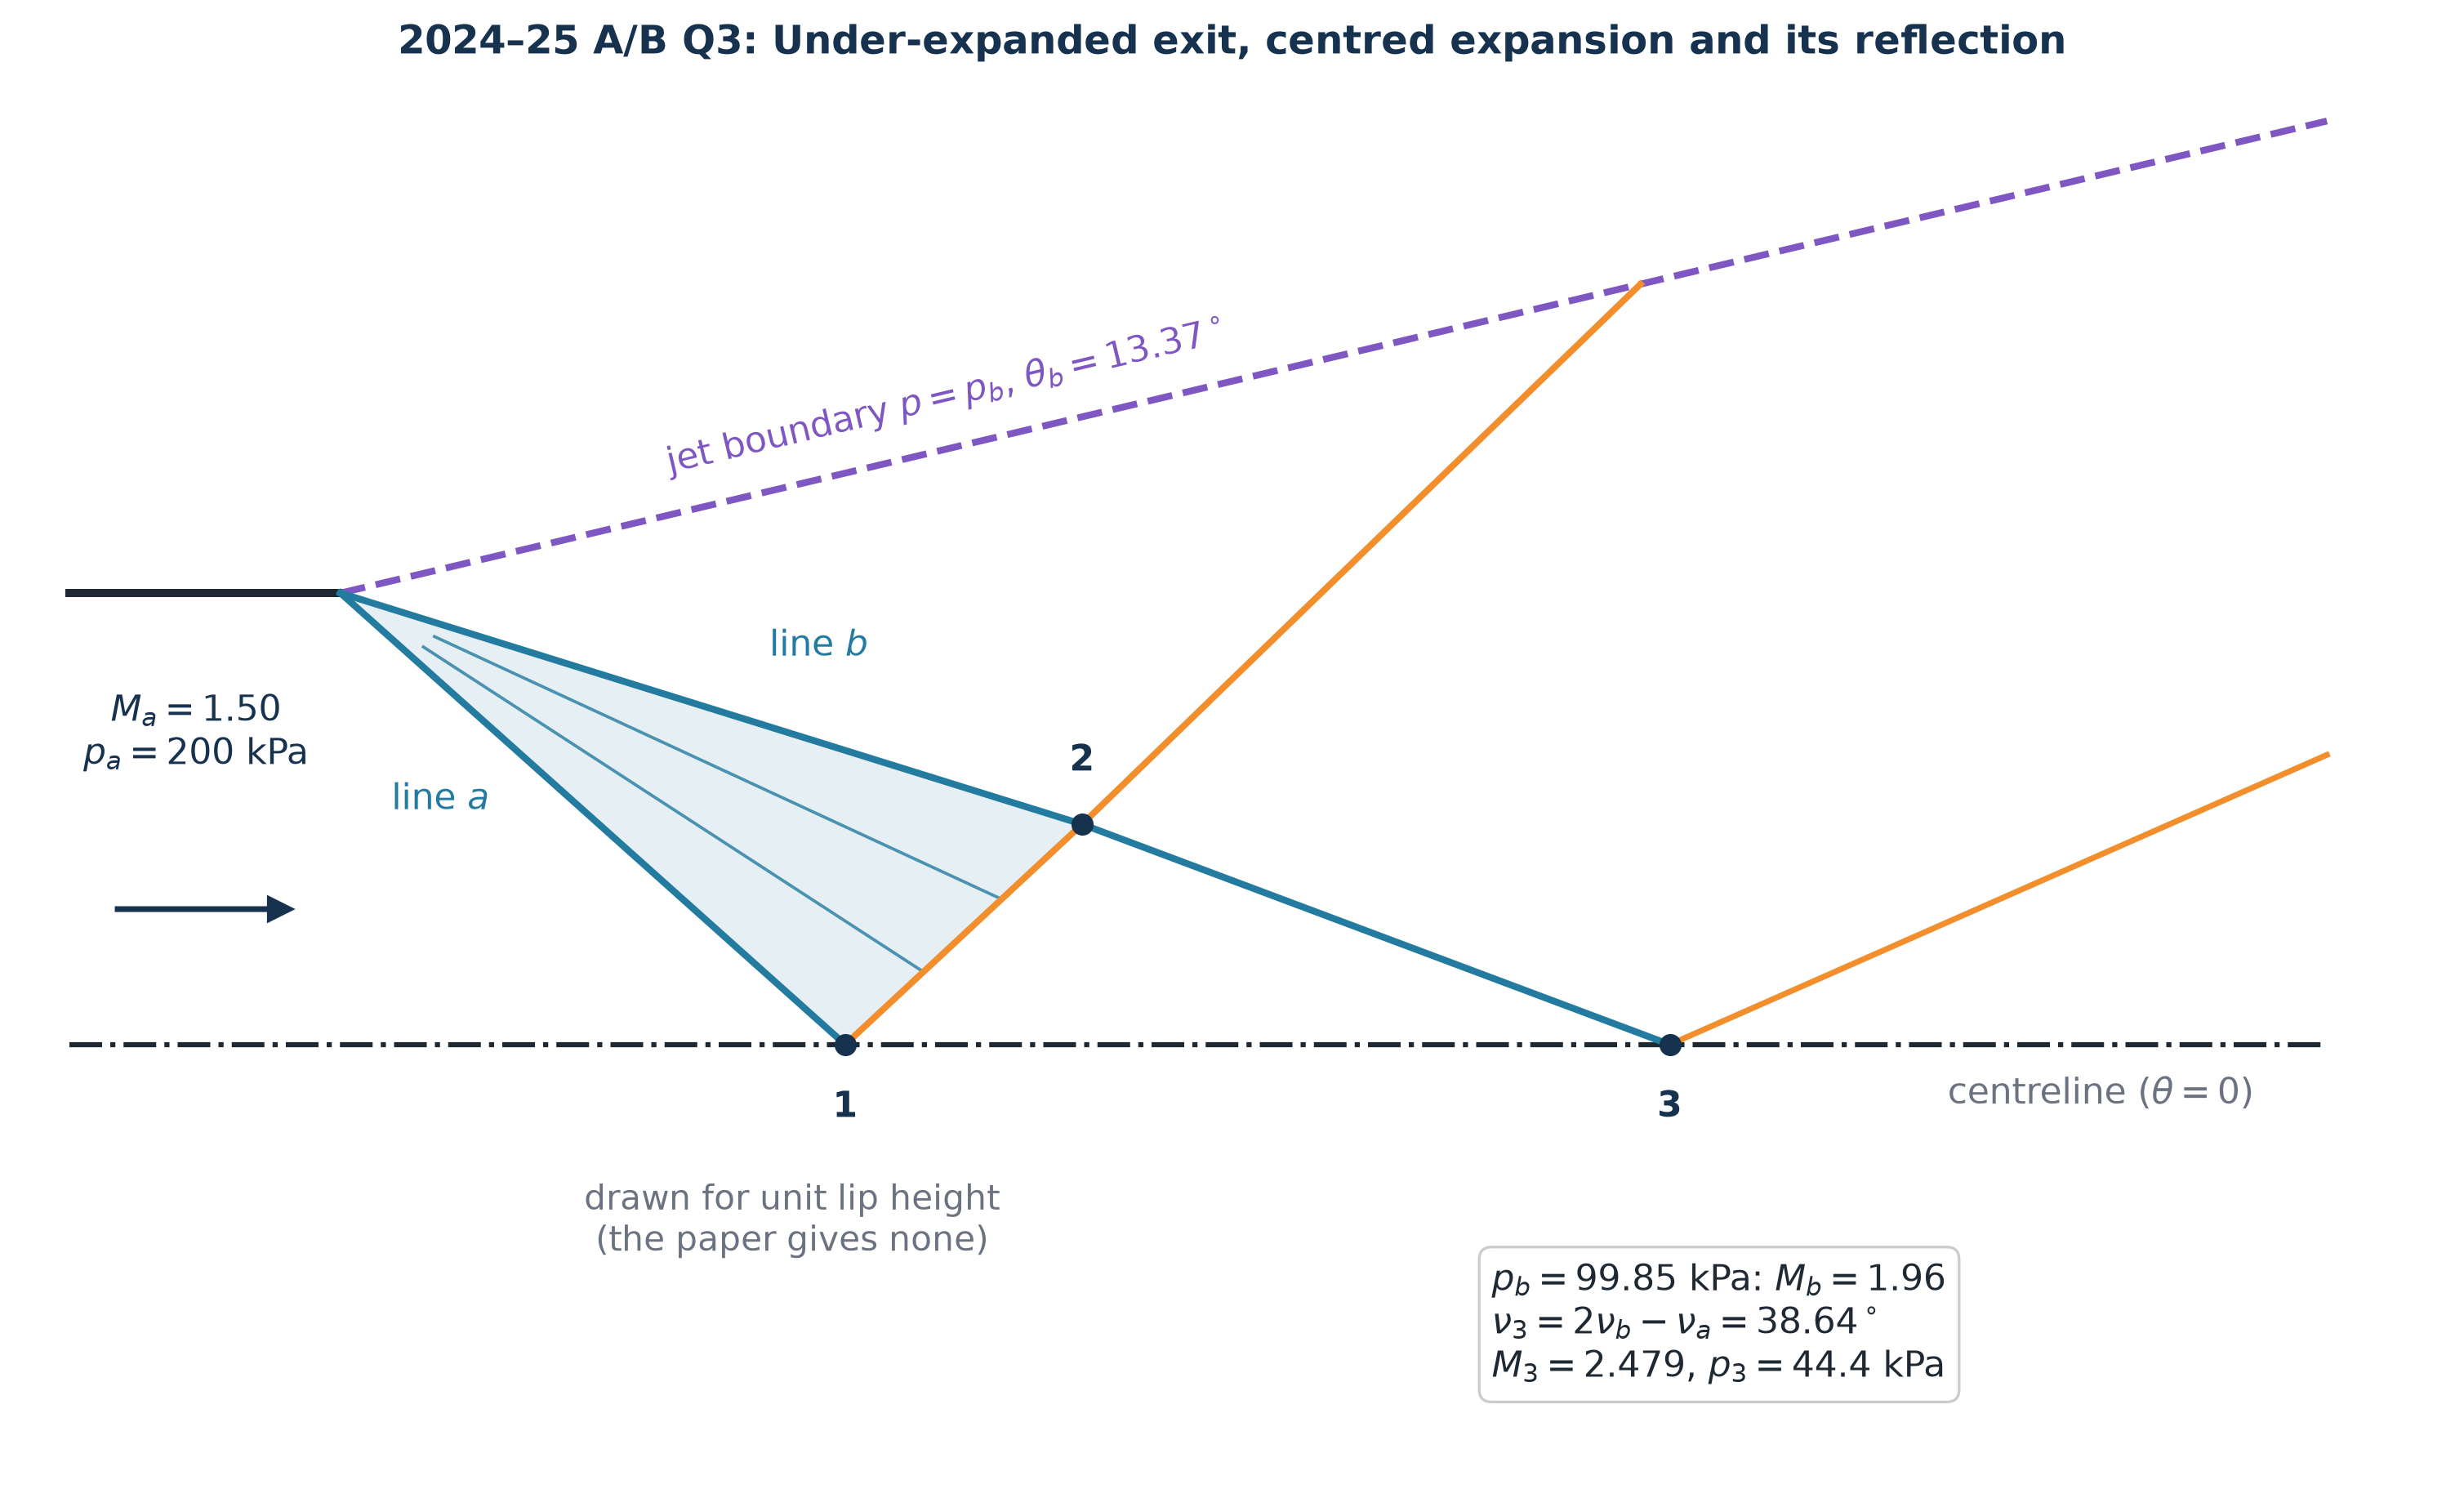 2024–25 A/B Q3: Under-expanded exit, centred expansion and its reflection
jet boundary p = p_b, θ_b = 13.37°
line b
M_a = 1.50
p_a = 200 kPa
line a
2
1
3
centreline (θ = 0)
drawn for unit lip height
(the paper gives none)
p_b = 99.85 kPa: M_b = 1.96
ν_3 = 2ν_b − ν_a = 38.64°
M_3 = 2.479, p_3 = 44.4 kPa